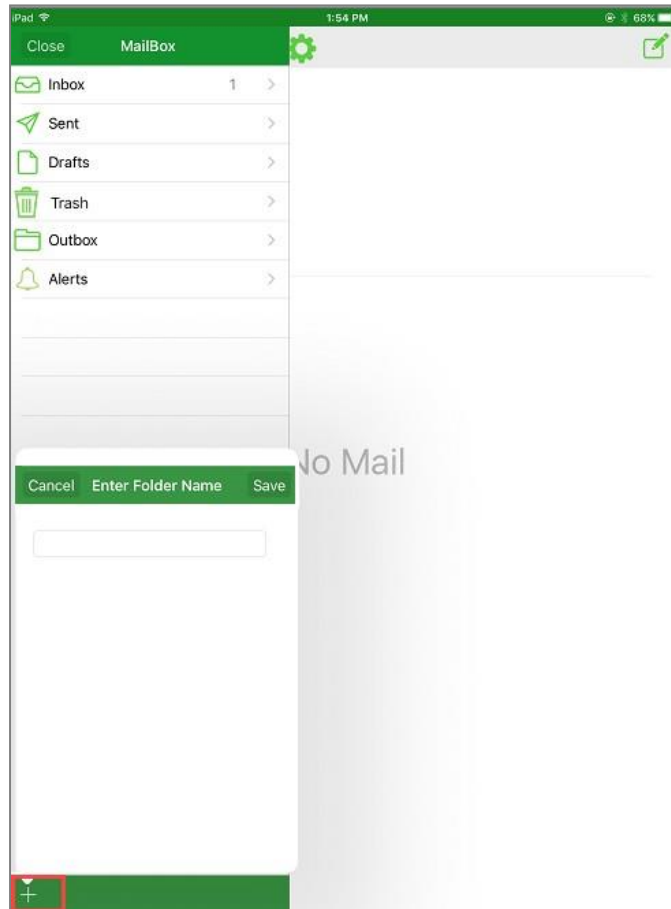 iPad 1:54 PM 68%
Close MailBox
Inbox 1
Sent
Drafts
Trash
Outbox
Alerts
No Mail
Cancel Enter Folder Name Save
+